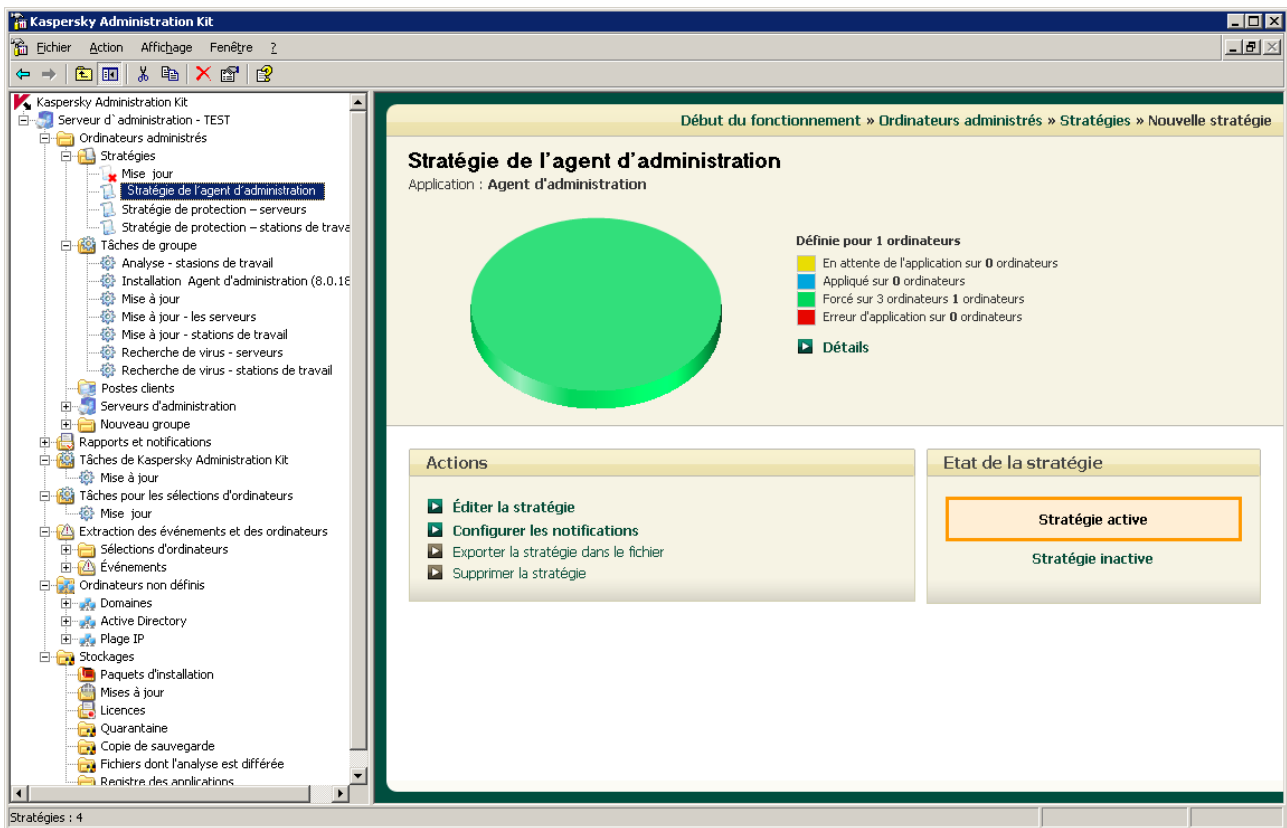 Kaspersky Administration Kit
Fichier Action Affichage Fenêtre ?
Kaspersky Administration Kit
Serveur d`administration - TEST
Ordinateurs administrés
Stratégies
Mise jour
Stratégie de l'agent d'administration
Stratégie de protection – serveurs
Stratégie de protection – stations de trava
Tâches de groupe
Analyse - stasions de travail
Installation Agent d'administration (8.0.18
Mise à jour
Mise à jour - les serveurs
Mise à jour - stations de travail
Recherche de virus - serveurs
Recherche de virus - stations de travail
Postes clients
Serveurs d'administration
Nouveau groupe
Rapports et notifications
Tâches de Kaspersky Administration Kit
Mise à jour
Tâches pour les sélections d'ordinateurs
Mise jour
Extraction des événements et des ordinateurs
Sélections d'ordinateurs
Événements
Ordinateurs non définis
Domaines
Active Directory
Plage IP
Stockages
Paquets d'installation
Mises à jour
Licences
Quarantaine
Copie de sauvegarde
Fichiers dont l'analyse est différée
Registre des applications
Début du fonctionnement » Ordinateurs administrés » Stratégies » Nouvelle stratégie
Stratégie de l'agent d'administration
Application : Agent d'administration
Définie pour 1 ordinateurs
En attente de l'application sur 0 ordinateurs
Appliqué sur 0 ordinateurs
Forcé sur 3 ordinateurs 1 ordinateurs
Erreur d'application sur 0 ordinateurs
Détails
Actions
Éditer la stratégie
Configurer les notifications
Exporter la stratégie dans le fichier
Supprimer la stratégie
Etat de la stratégie
Stratégie active
Stratégie inactive
Stratégies : 4